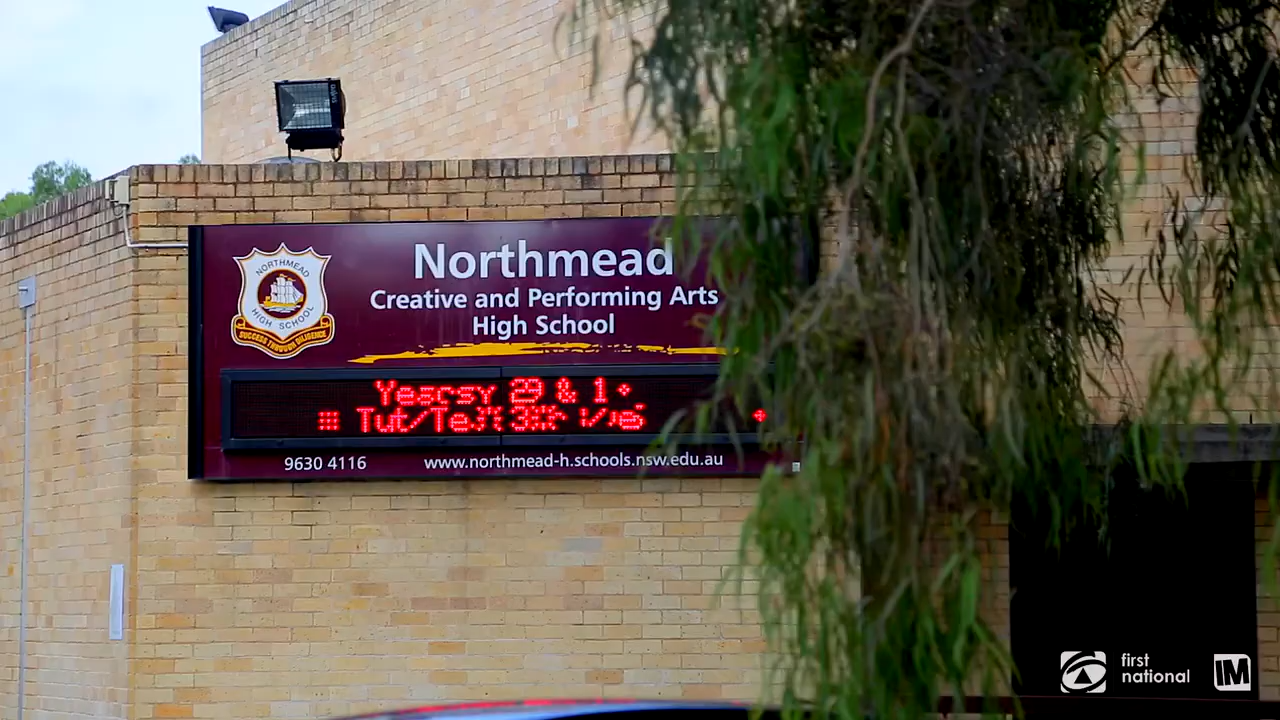 Northmead
Creative and Performing Arts
High School
NORTHMEAD
HIGH SCHOOL
SUCCESS THROUGH DILIGENCE
9630 4116
www.northmead-h.schools.nsw.edu.au
first
national
IM